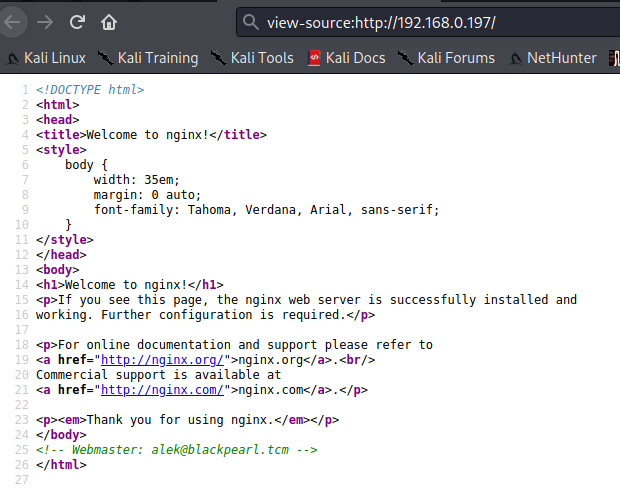 view-source:http://192.168.0.197/
Kali Linux Kali Training Kali Tools Kali Docs Kali Forums NetHunter
1 <!DOCTYPE html>
2 <html>
3 <head>
4 <title>Welcome to nginx!</title>
5 <style>
6     body {
7         width: 35em;
8         margin: 0 auto;
9         font-family: Tahoma, Verdana, Arial, sans-serif;
10     }
11 </style>
12 </head>
13 <body>
14 <h1>Welcome to nginx!</h1>
15 <p>If you see this page, the nginx web server is successfully installed and
16 working. Further configuration is required.</p>
17
18 <p>For online documentation and support please refer to
19 <a href="http://nginx.org/">nginx.org</a>.<br/>
20 Commercial support is available at
21 <a href="http://nginx.com/">nginx.com</a>.</p>
22
23 <p><em>Thank you for using nginx.</em></p>
24 </body>
25 <!-- Webmaster: alek@blackpearl.tcm -->
26 </html>
27